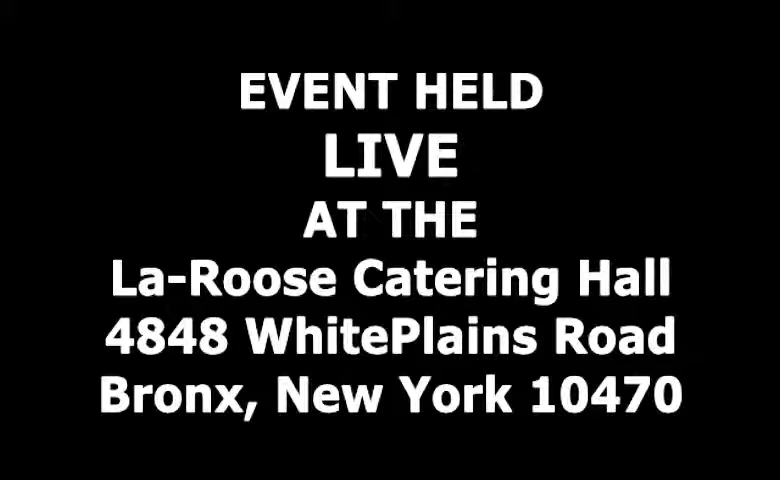 EVENT HELD
LIVE
AT THE
La-Roose Catering Hall
4848 WhitePlains Road
Bronx, New York 10470